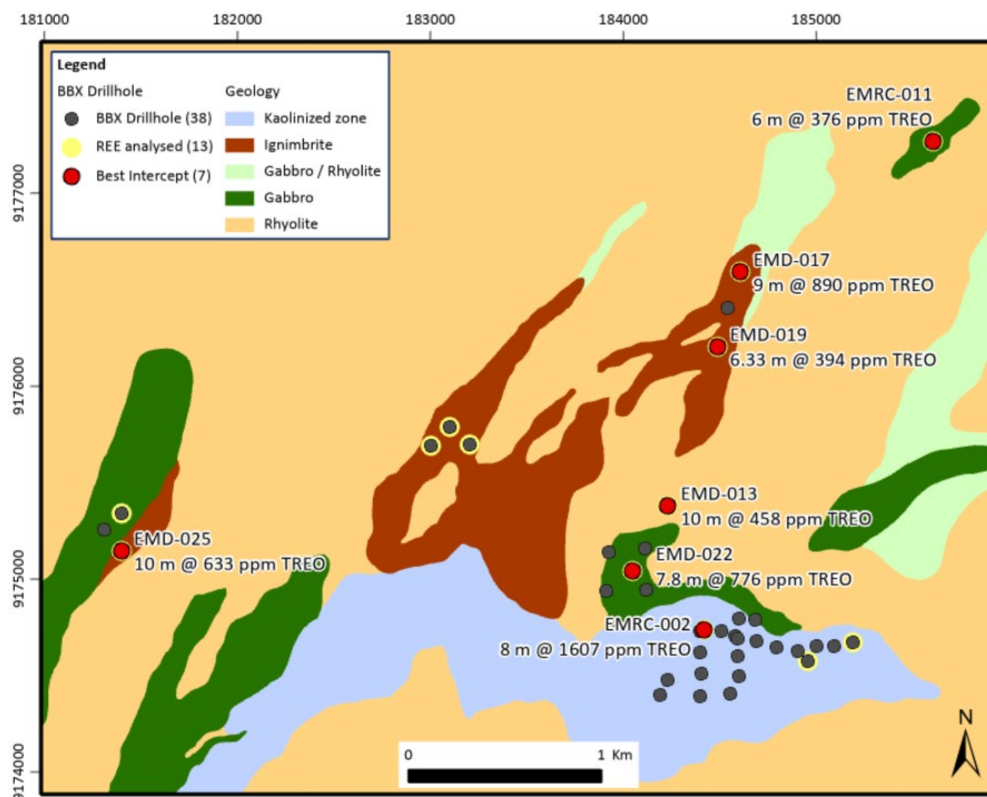 181000 182000 183000 184000 185000
Legend
BBX Drillhole
BBX Drillhole (38)
REE analysed (13)
Best Intercept (7)
Geology
Kaolinized zone
Ignimbrite
Gabbro / Rhyolite
Gabbro
Rhyolite
EMRC-011
6 m @ 376 ppm TREO
9177000
EMD-017
9 m @ 890 ppm TREO
EMD-019
6.33 m @ 394 ppm TREO
9176000
EMD-013
10 m @ 458 ppm TREO
EMD-025
10 m @ 633 ppm TREO
EMD-022
7.8 m @ 776 ppm TREO
9175000
EMRC-002
8 m @ 1607 ppm TREO
9174000
0 1 Km
N